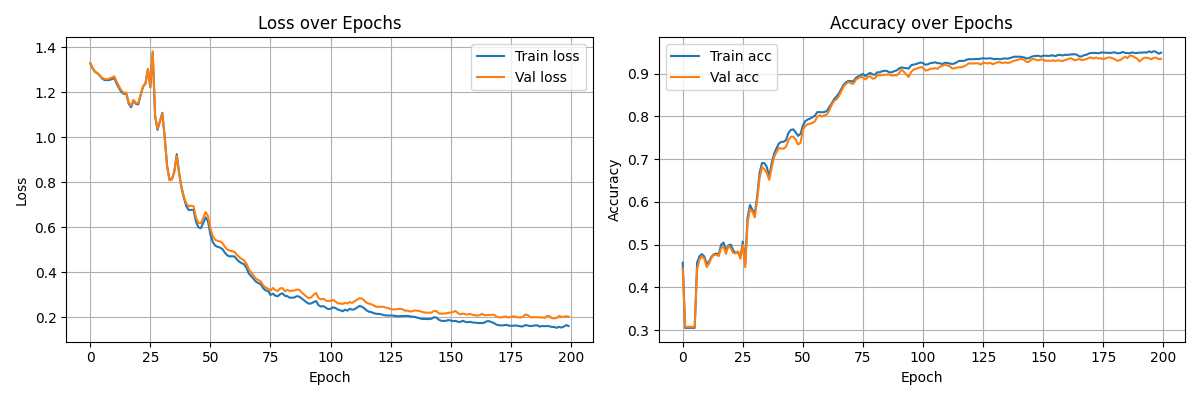 Loss over Epochs
1.4
1.2
1.0
0.8
0.6
0.4
0.2
Loss
0 25 50 75 100 125 150 175 200
Epoch
Train loss
Val loss
Accuracy over Epochs
0.9
0.8
0.7
0.6
0.5
0.4
0.3
Accuracy
0 25 50 75 100 125 150 175 200
Epoch
Train acc
Val acc